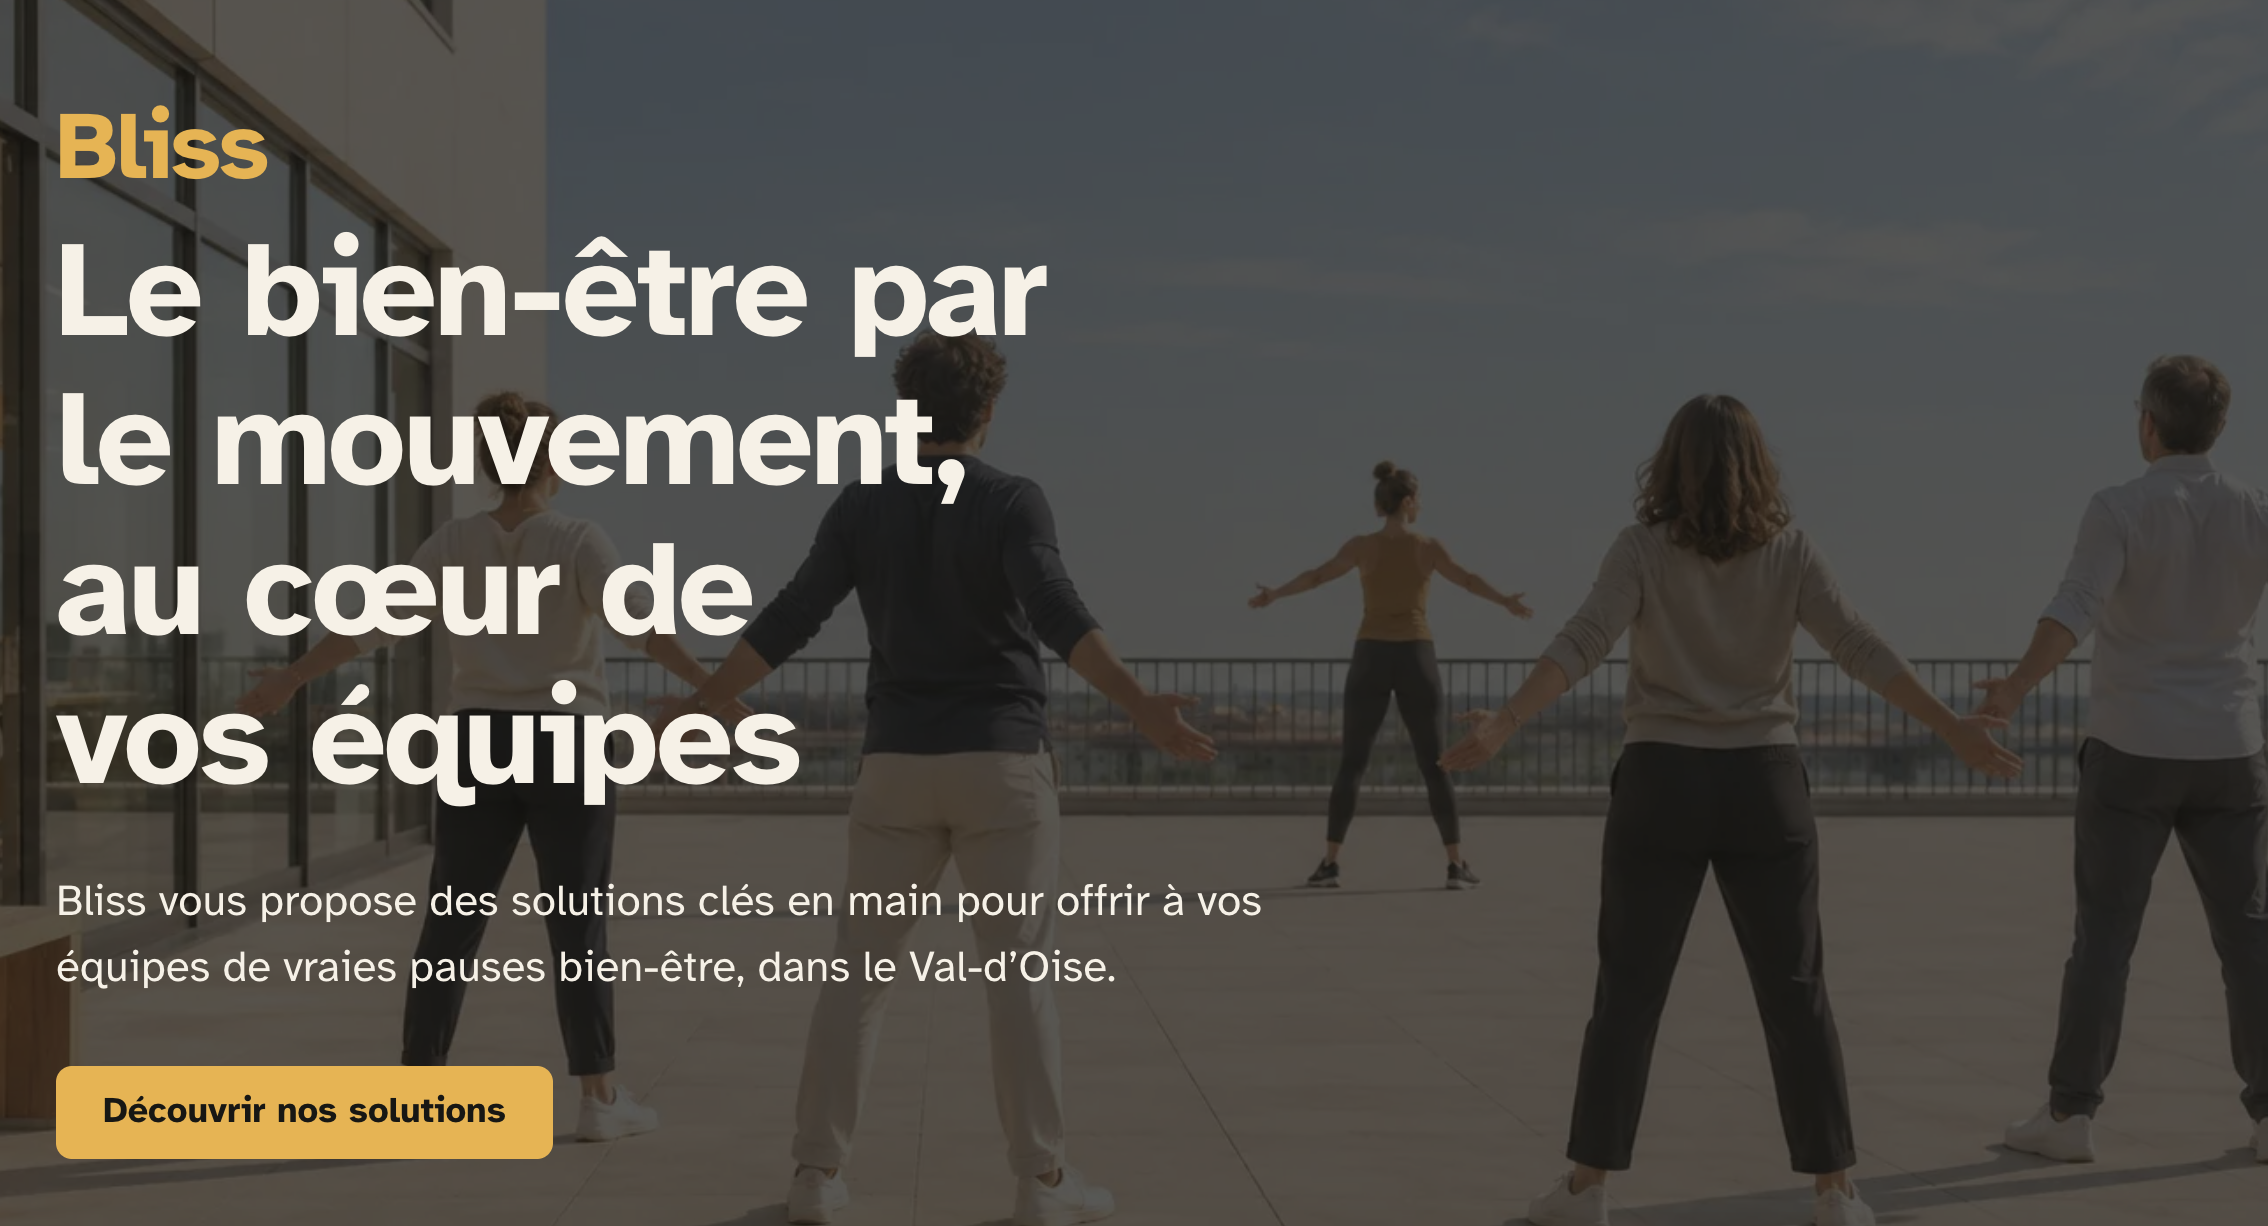 Bliss
Le bien-être par
le mouvement,
au cœur de
vos équipes
Bliss vous propose des solutions clés en main pour offrir à vos
équipes de vraies pauses bien-être, dans le Val-d’Oise.
Découvrir nos solutions